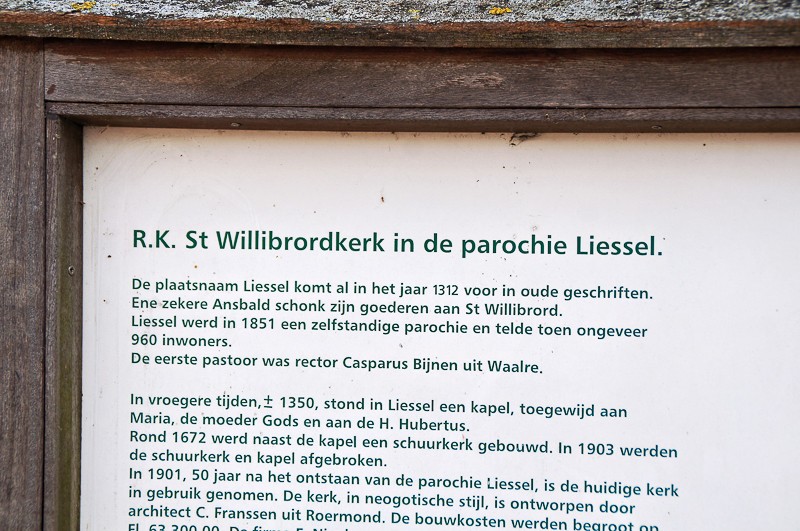 R.K. St Willibrordkerk in de parochie Liessel.
De plaatsnaam Liessel komt al in het jaar 1312 voor in oude geschriften.
Ene zekere Ansbald schonk zijn goederen aan St Willibrord.
Liessel werd in 1851 een zelfstandige parochie en telde toen ongeveer
960 inwoners.
De eerste pastoor was rector Casparus Bijnen uit Waalre.
In vroegere tijden,± 1350, stond in Liessel een kapel, toegewijd aan
Maria, de moeder Gods en aan de H. Hubertus.
Rond 1672 werd naast de kapel een schuurkerk gebouwd. In 1903 werden
de schuurkerk en kapel afgebroken.
In 1901, 50 jaar na het ontstaan van de parochie Liessel, is de huidige kerk
in gebruik genomen. De kerk, in neogotische stijl, is ontworpen door
architect C. Franssen uit Roermond. De bouwkosten werden begroot op
Fl. 63.300,00. De firma